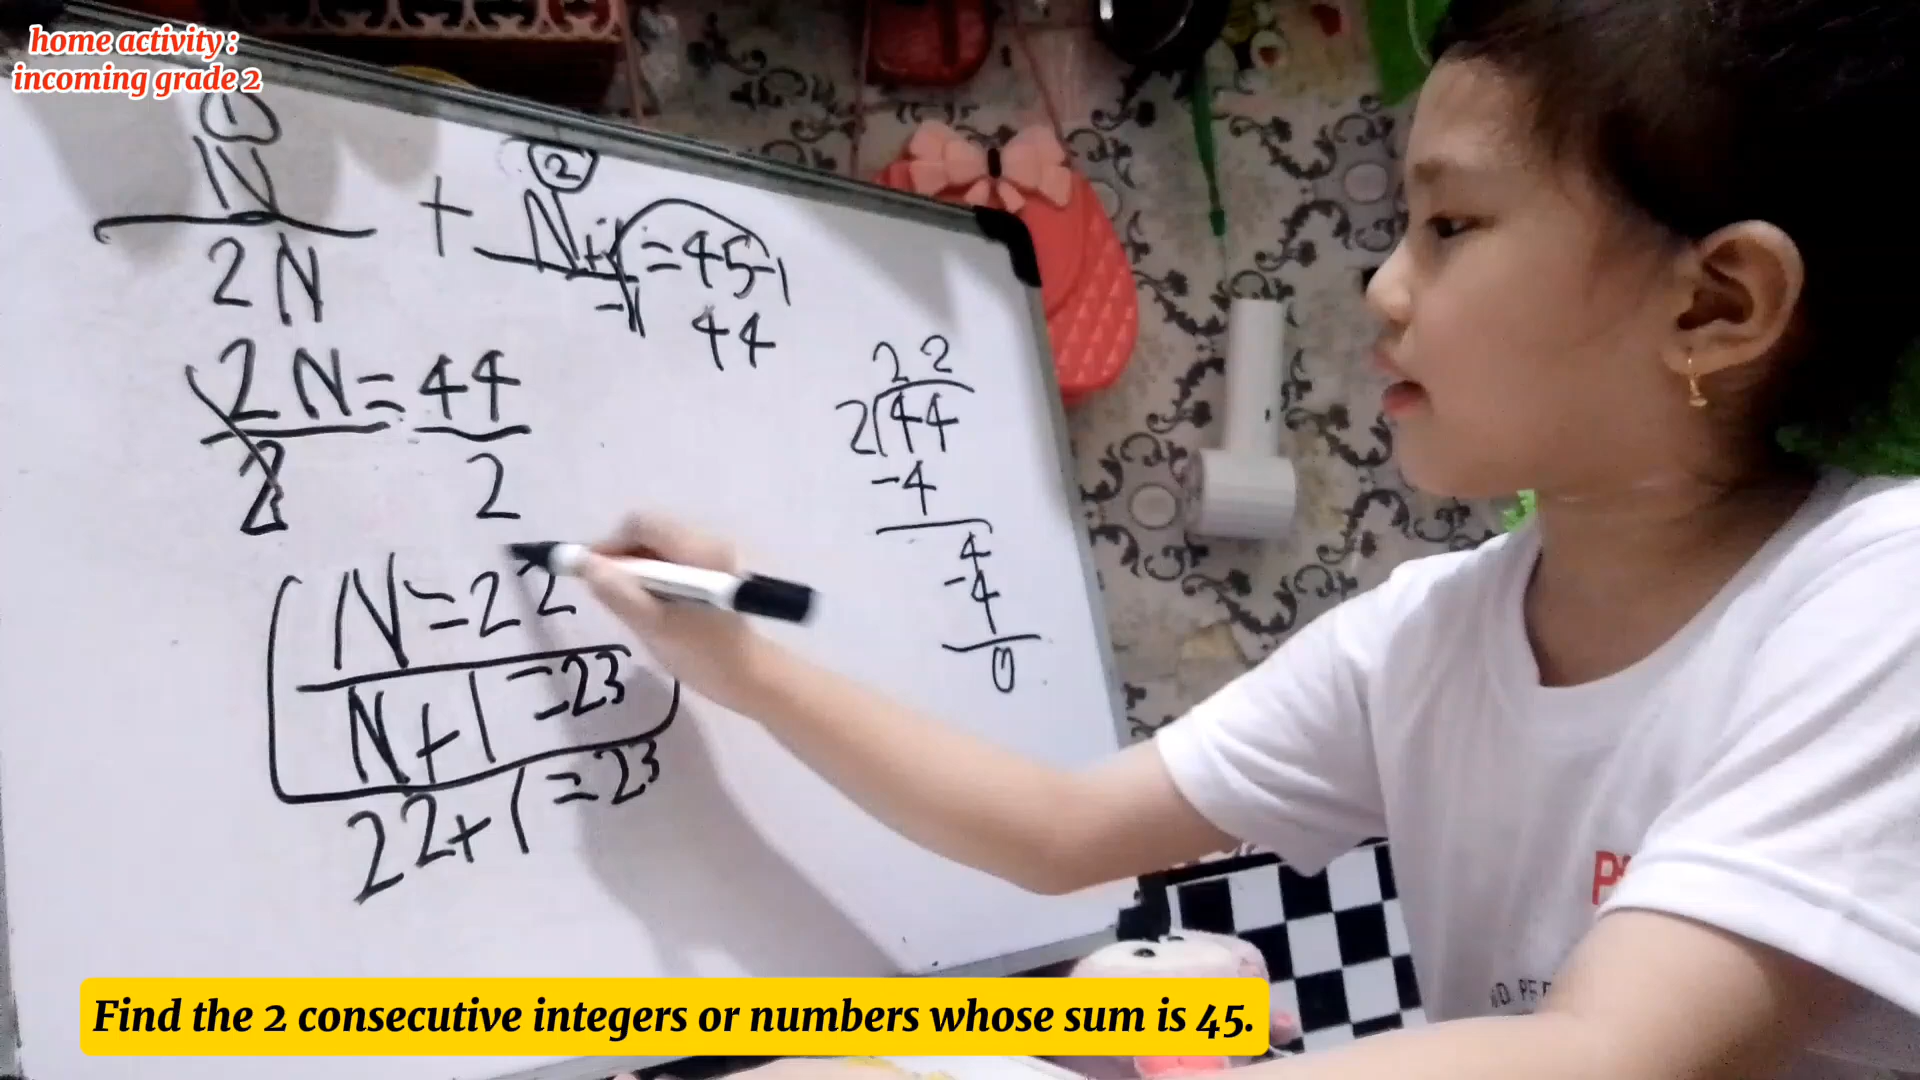 home activity :
incoming grade 2
1
2
N + N+1 = 45-1
2N -1 44
2N = 44
2 2
N = 22
N+1 = 23
22+1 = 23
22
2 44
-4
4
-4
0
Find the 2 consecutive integers or numbers whose sum is 45.